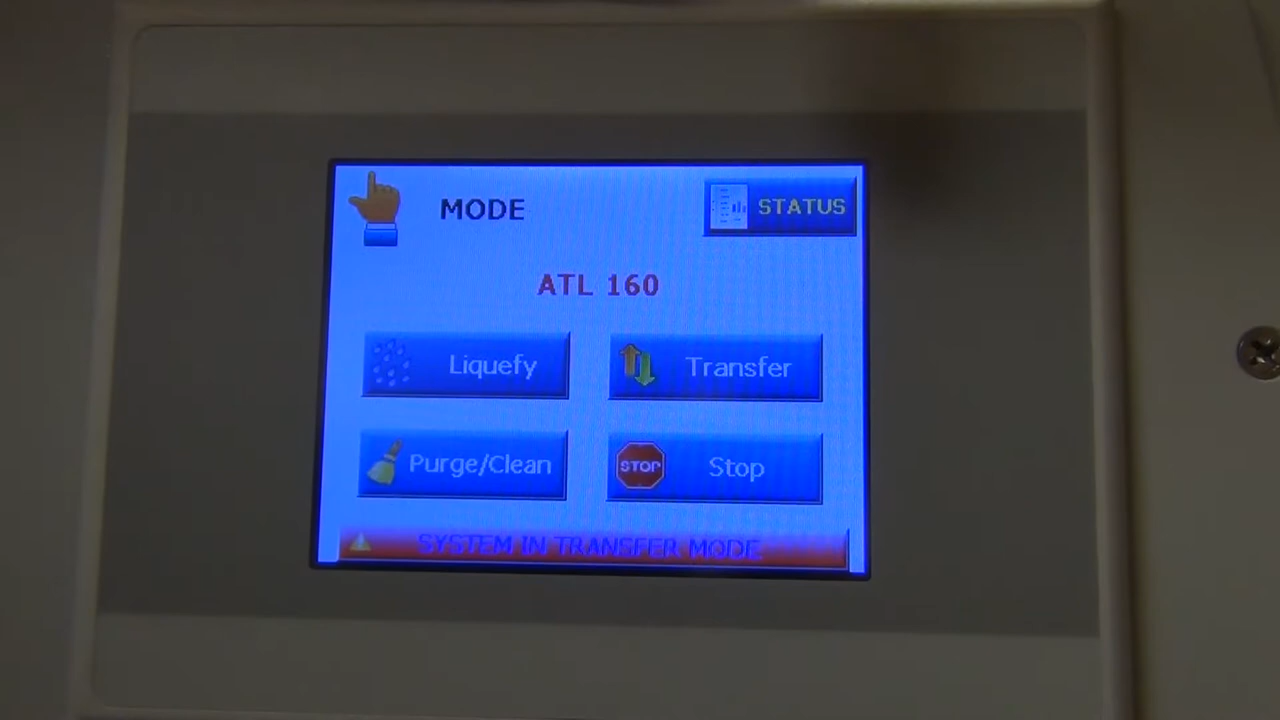 MODE
STATUS
ATL 160
Liquefy
Transfer
Purge/Clean
STOP
Stop
SYSTEM IN TRANSFER MODE